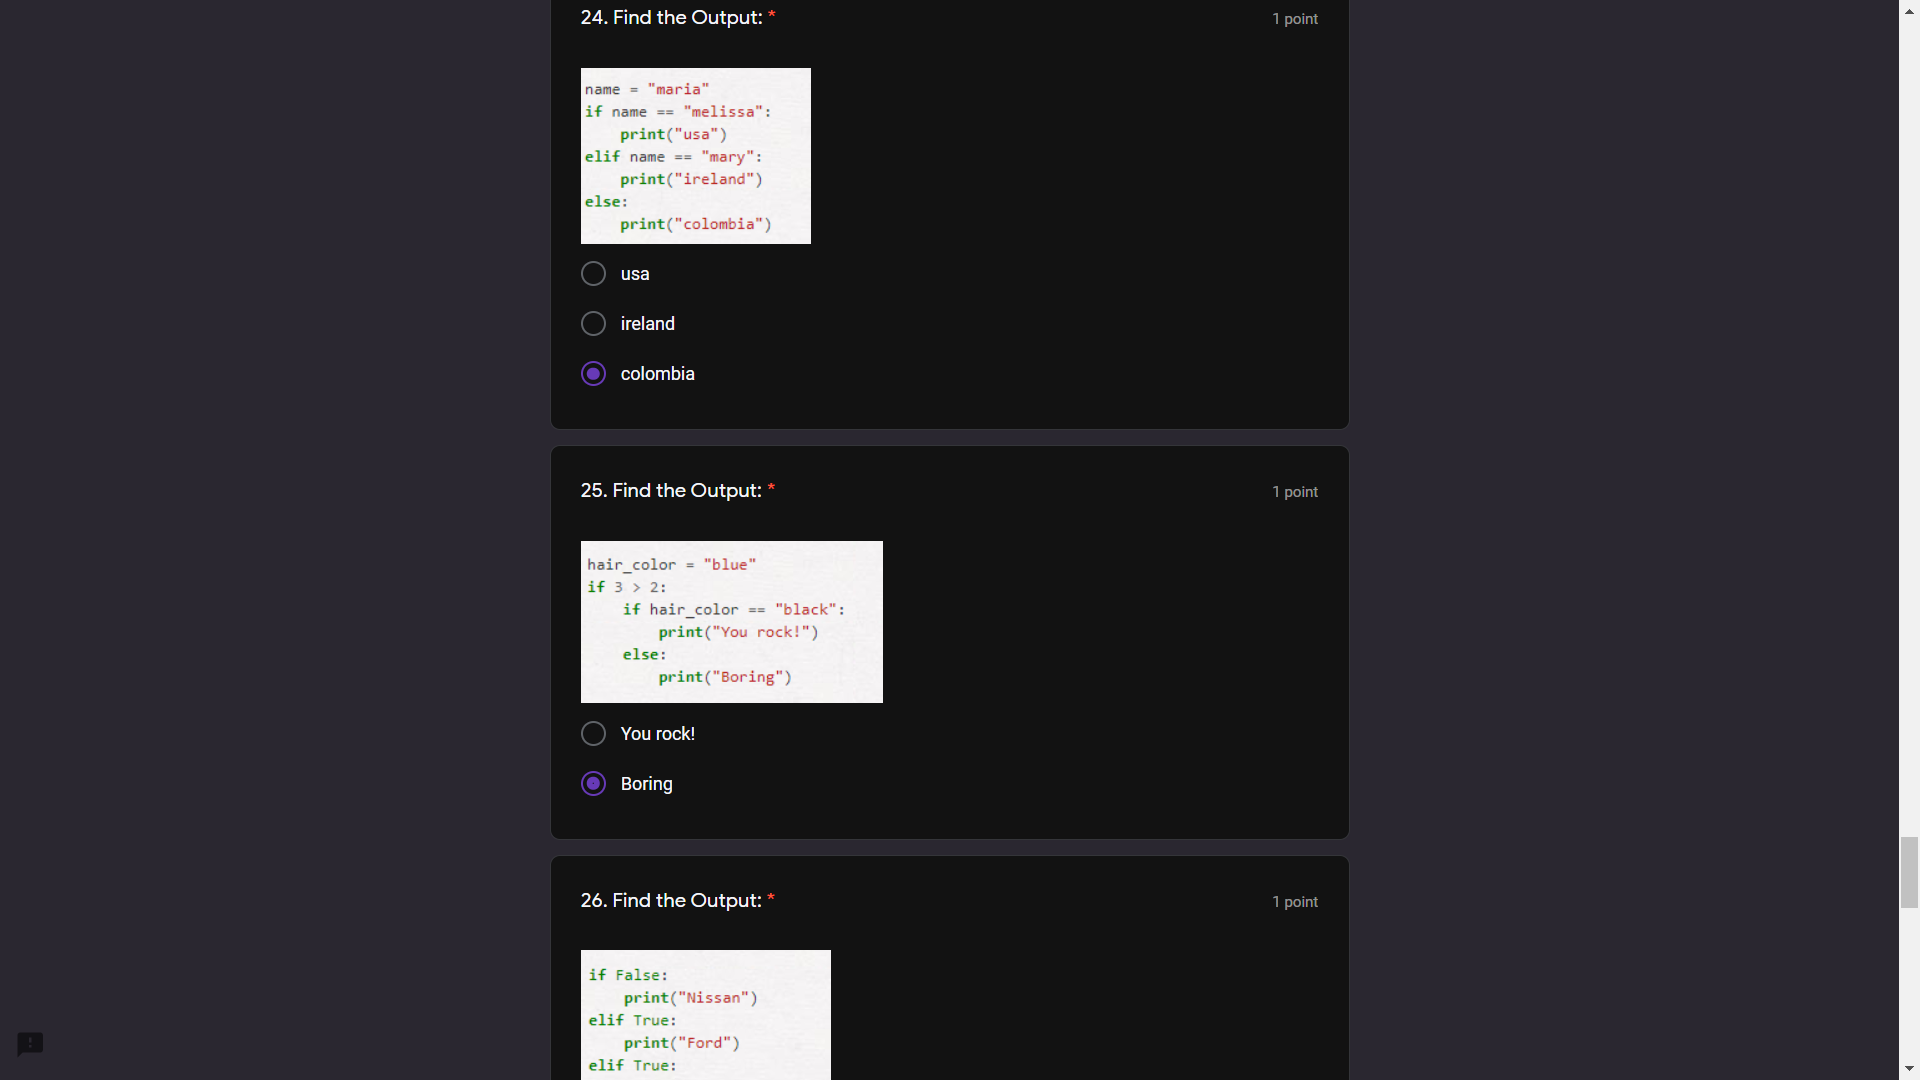 24. Find the Output: *
1 point
name = "maria"
if name == "melissa":
    print("usa")
elif name == "mary":
    print("ireland")
else:
    print("colombia")
usa
ireland
colombia
25. Find the Output: *
1 point
hair_color = "blue"
if 3 > 2:
    if hair_color == "black":
        print("You rock!")
    else:
        print("Boring")
You rock!
Boring
26. Find the Output: *
1 point
if False:
    print("Nissan")
elif True:
    print("Ford")
elif True: